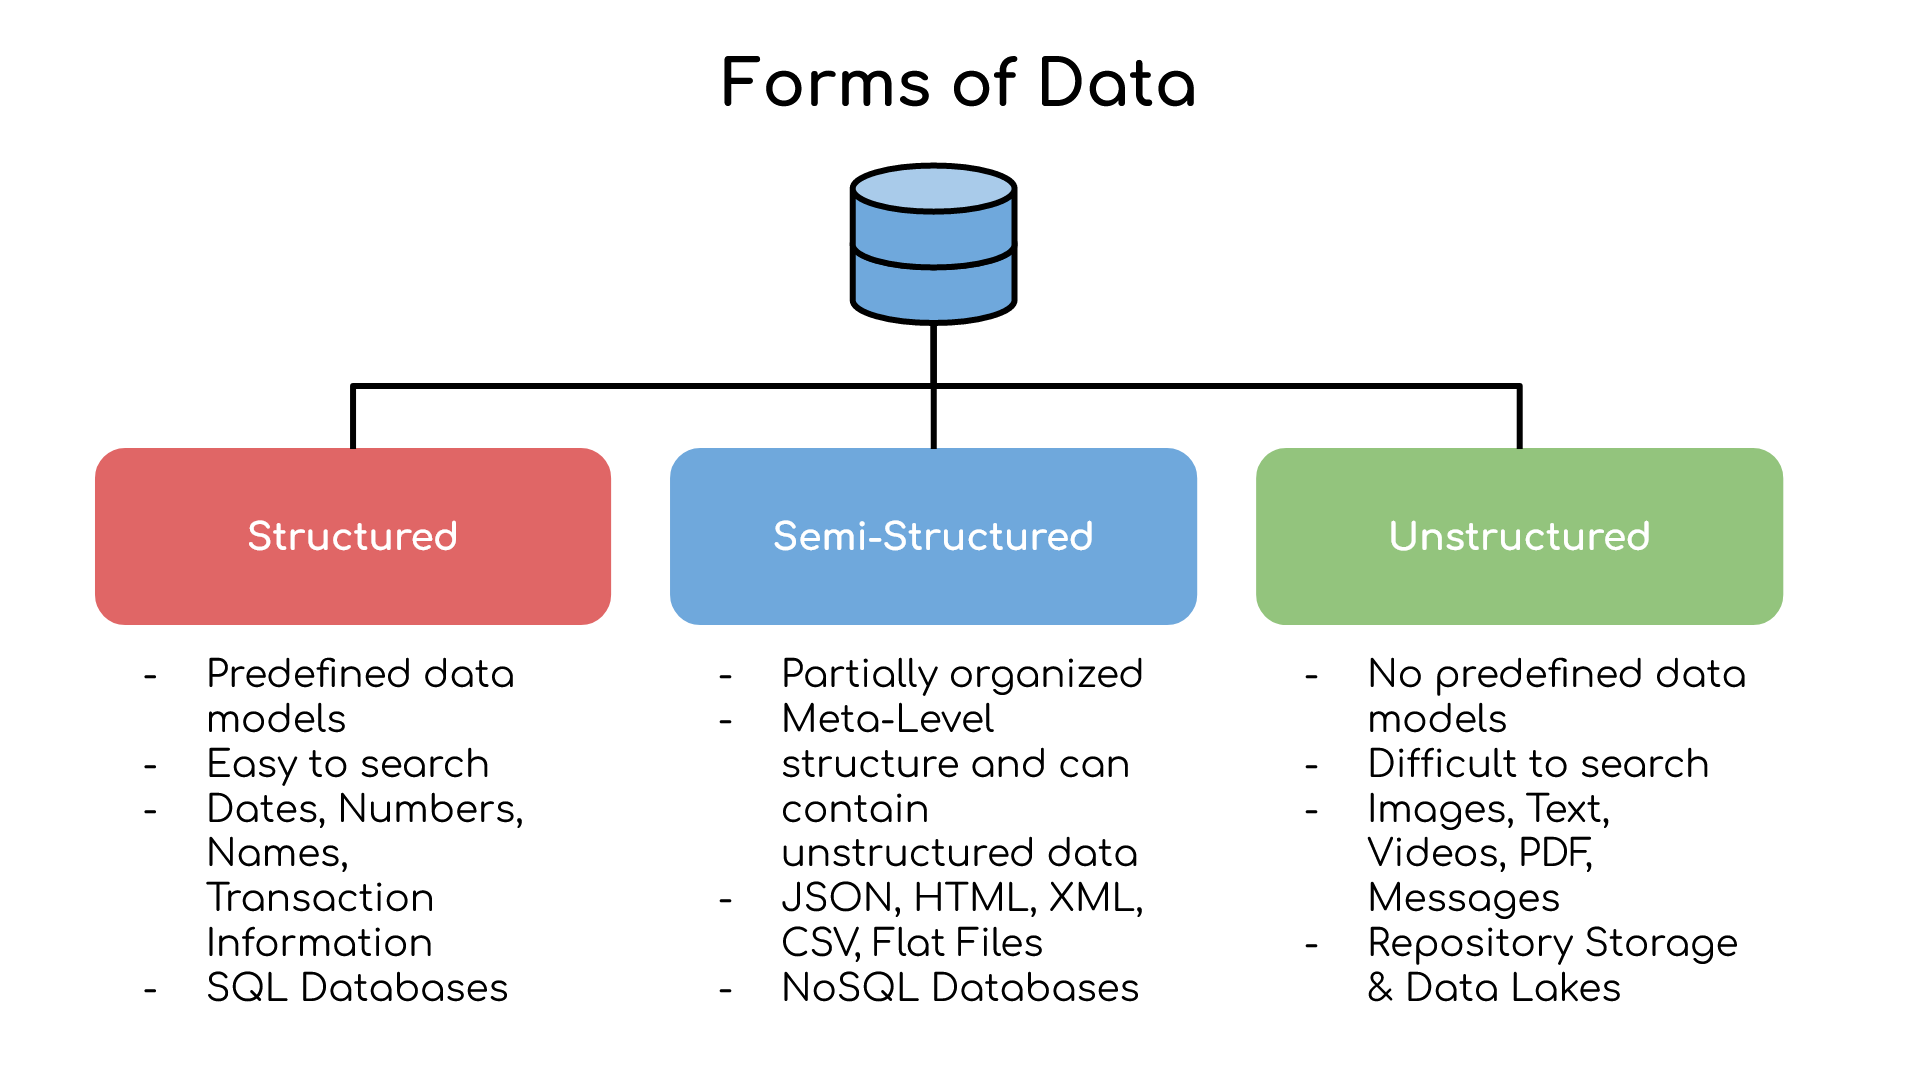 Forms of Data
Structured
- Predefined data
models
- Easy to search
- Dates, Numbers,
Names,
Transaction
Information
- SQL Databases
Semi-Structured
- Partially organized
- Meta-Level
structure and can
contain
unstructured data
- JSON, HTML, XML,
CSV, Flat Files
- NoSQL Databases
Unstructured
- No predefined data
models
- Difficult to search
- Images, Text,
Videos, PDF,
Messages
- Repository Storage
& Data Lakes